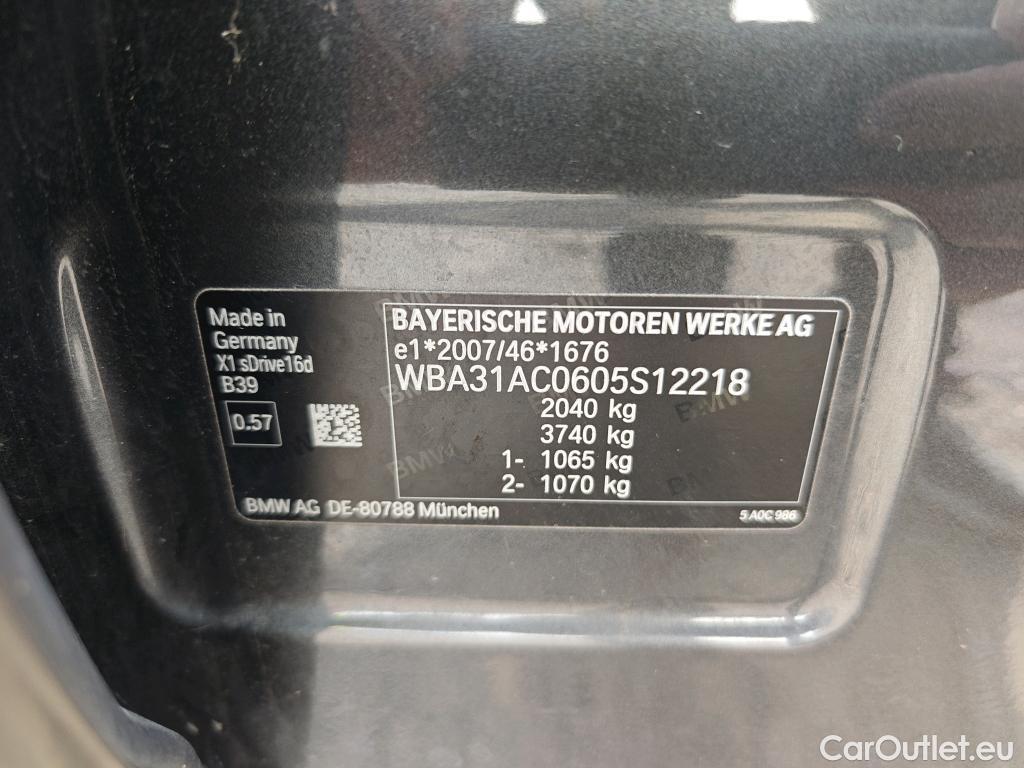 Made in
Germany
X1 sDrive16d
B39
0.57
BAYERISCHE MOTOREN WERKE AG
e1*2007/46*1676
WBA31AC0605S12218
2040 kg
3740 kg
1- 1065 kg
2- 1070 kg
BMW AG DE-80788 München
5 A0C 986
CarOutlet.eu